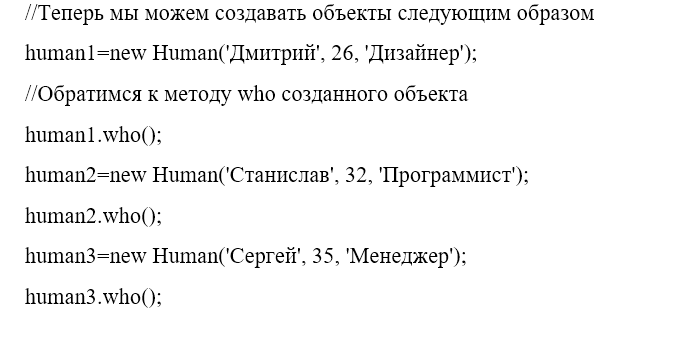 //Теперь мы можем создавать объекты следующим образом
human1=new Human('Дмитрий', 26, 'Дизайнер');
//Обратимся к методу who созданного объекта
human1.who();
human2=new Human('Станислав', 32, 'Программист');
human2.who();
human3=new Human('Сергей', 35, 'Менеджер');
human3.who();